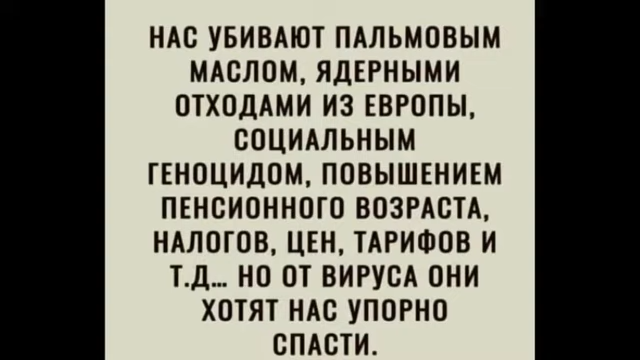 НАС УБИВАЮТ ПАЛЬМОВЫМ
МАСЛОМ, ЯДЕРНЫМИ
ОТХОДАМИ ИЗ ЕВРОПЫ,
СОЦИАЛЬНЫМ
ГЕНОЦИДОМ, ПОВЫШЕНИЕМ
ПЕНСИОННОГО ВОЗРАСТА,
НАЛОГОВ, ЦЕН, ТАРИФОВ И
Т.Д... НО ОТ ВИРУСА ОНИ
ХОТЯТ НАС УПОРНО
СПАСТИ.